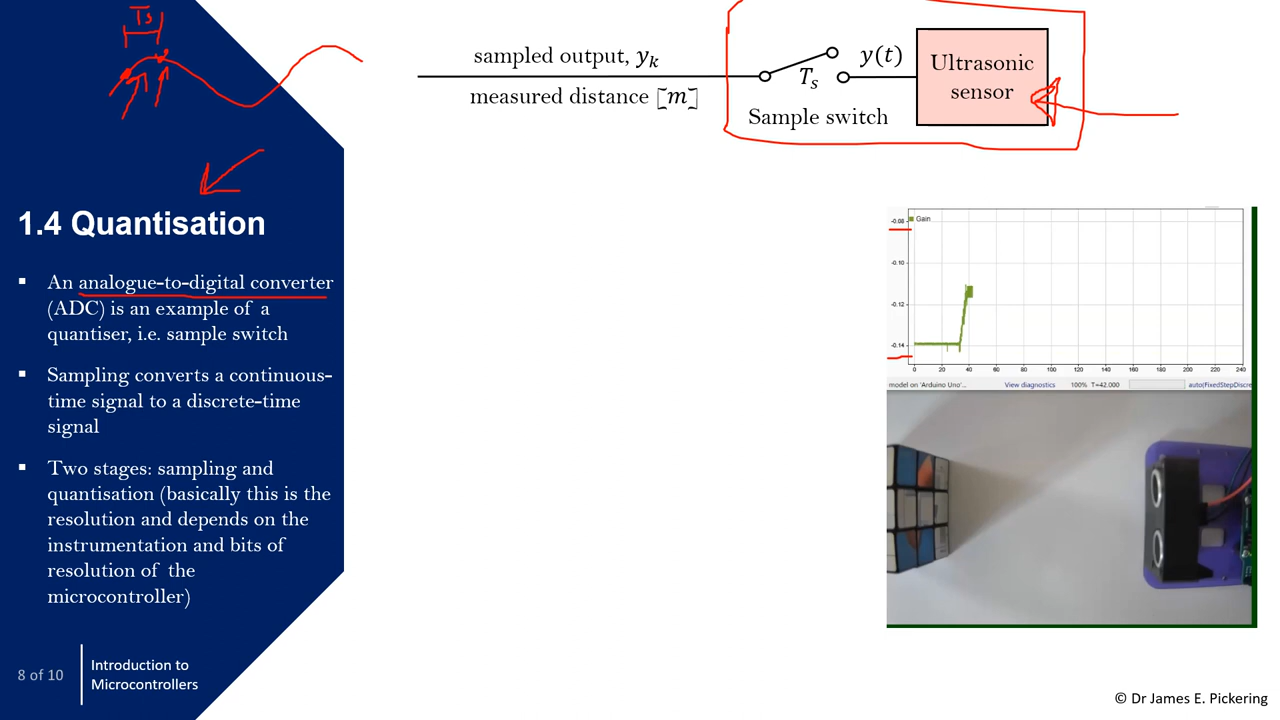 Ts
sampled output, yₖ
measured distance [m]
y(t)
Tₛ
Sample switch
Ultrasonic
sensor
1.4 Quantisation
▪ An analogue-to-digital converter
(ADC) is an example of a
quantiser, i.e. sample switch
▪ Sampling converts a continuous-
time signal to a discrete-time
signal
▪ Two stages: sampling and
quantisation (basically this is the
resolution and depends on the
instrumentation and bits of
resolution of the
microcontroller)
Gain
-0.08
-0.10
-0.12
-0.14
0 20 40 60 80 100 120 140 160 180 200 220 240
model on 'Arduino Uno'... View diagnostics 100% T=42.000 auto(FixedStepDiscre
8 of 10
Introduction to
Microcontrollers
© Dr James E. Pickering